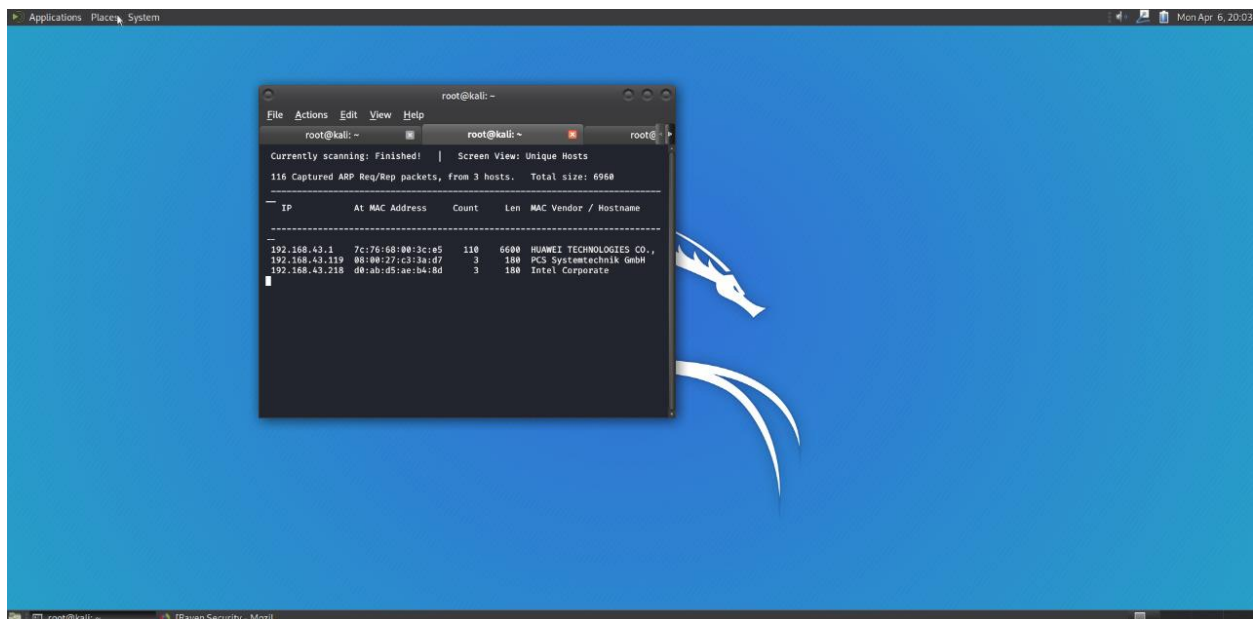 Applications Places System
Mon Apr 6, 20:03
root@kali: ~
File Actions Edit View Help
root@kali: ~ root@kali: ~ root@
Currently scanning: Finished! | Screen View: Unique Hosts
116 Captured ARP Req/Rep packets, from 3 hosts. Total size: 6960
IP At MAC Address Count Len MAC Vendor / Hostname
192.168.43.1 7c:76:68:00:3c:e5 110 6600 HUAWEI TECHNOLOGIES CO.,
192.168.43.119 08:00:27:c3:3a:d7 3 180 PCS Systemtechnik GmbH
192.168.43.218 d0:ab:d5:ae:b4:8d 3 180 Intel Corporate
root@kali: ~ [Raven Security - Mozil